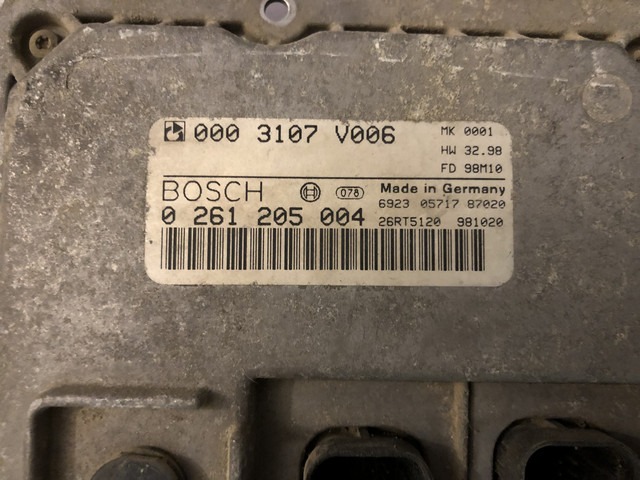 000 3107 V006
MK 0001
HW 32.98
FD 98M10
BOSCH 078 Made in Germany
6923 05717 87020
0 261 205 004 26RT5120 981020